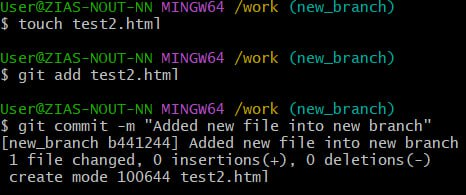 User@ZIAS-NOUT-NN MINGW64 /work (new_branch)
$ touch test2.html
User@ZIAS-NOUT-NN MINGW64 /work (new_branch)
$ git add test2.html
User@ZIAS-NOUT-NN MINGW64 /work (new_branch)
$ git commit -m "Added new file into new branch"
[new_branch b441244] Added new file into new branch
 1 file changed, 0 insertions(+), 0 deletions(-)
 create mode 100644 test2.html